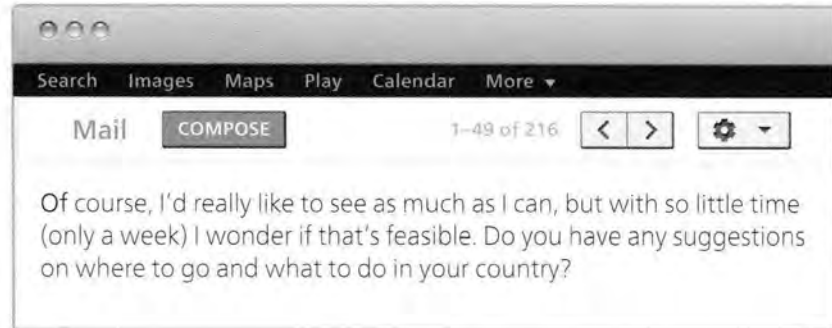 Search Images Maps Play Calendar More
Mail COMPOSE 1–49 of 216
Of course, I'd really like to see as much as I can, but with so little time
(only a week) I wonder if that's feasible. Do you have any suggestions
on where to go and what to do in your country?